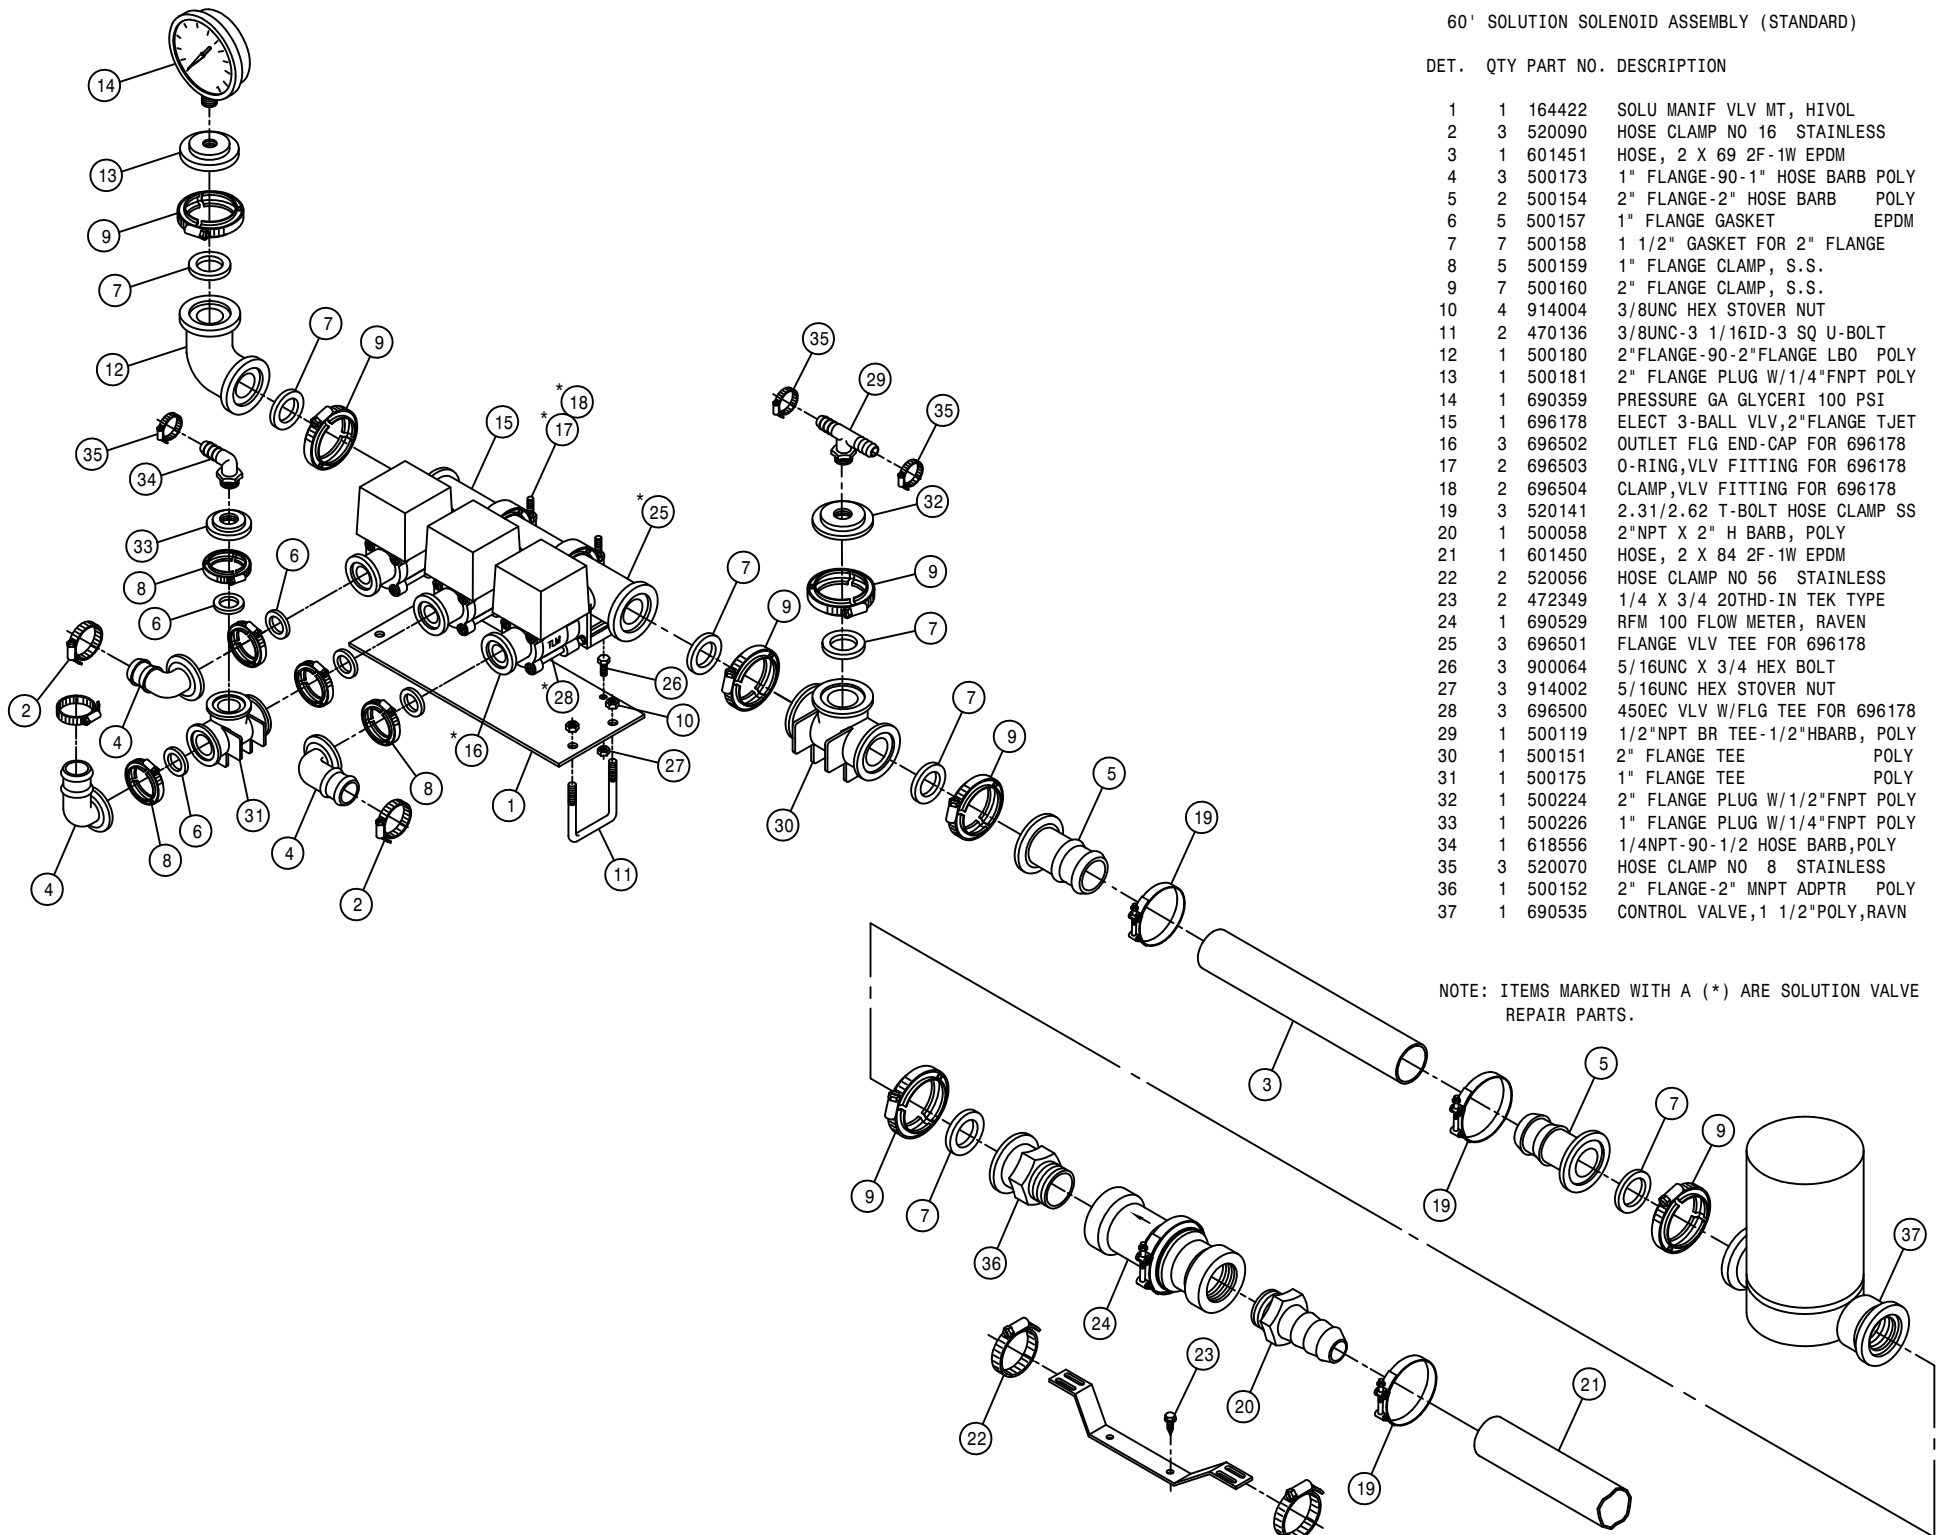 60' SOLUTION SOLENOID ASSEMBLY (STANDARD)
DET. QTY PART NO. DESCRIPTION
1 1 164422 SOLU MANIF VLV MT, HIVOL
2 3 520090 HOSE CLAMP NO 16 STAINLESS
3 1 601451 HOSE, 2 X 69 2F-1W EPDM
4 3 500173 1" FLANGE-90-1" HOSE BARB POLY
5 2 500154 2" FLANGE-2" HOSE BARB POLY
6 5 500157 1" FLANGE GASKET EPDM
7 7 500158 1 1/2" GASKET FOR 2" FLANGE
8 5 500159 1" FLANGE CLAMP, S.S.
9 7 500160 2" FLANGE CLAMP, S.S.
10 4 914004 3/8UNC HEX STOVER NUT
11 2 470136 3/8UNC-3 1/16ID-3 SQ U-BOLT
12 1 500180 2"FLANGE-90-2"FLANGE LBO POLY
13 1 500181 2" FLANGE PLUG W/1/4"FNPT POLY
14 1 690359 PRESSURE GA GLYCERI 100 PSI
15 1 696178 ELECT 3-BALL VLV,2"FLANGE TJET
16 3 696502 OUTLET FLG END-CAP FOR 696178
17 2 696503 O-RING,VLV FITTING FOR 696178
18 2 696504 CLAMP,VLV FITTING FOR 696178
19 3 520141 2.31/2.62 T-BOLT HOSE CLAMP SS
20 1 500058 2"NPT X 2" H BARB, POLY
21 1 601450 HOSE, 2 X 84 2F-1W EPDM
22 2 520056 HOSE CLAMP NO 56 STAINLESS
23 2 472349 1/4 X 3/4 20THD-IN TEK TYPE
24 1 690529 RFM 100 FLOW METER, RAVEN
25 3 696501 FLANGE VLV TEE FOR 696178
26 3 900064 5/16UNC X 3/4 HEX BOLT
27 3 914002 5/16UNC HEX STOVER NUT
28 3 696500 450EC VLV W/FLG TEE FOR 696178
29 1 500119 1/2"NPT BR TEE-1/2"HBARB, POLY
30 1 500151 2" FLANGE TEE POLY
31 1 500175 1" FLANGE TEE POLY
32 1 500224 2" FLANGE PLUG W/1/2"FNPT POLY
33 1 500226 1" FLANGE PLUG W/1/4"FNPT POLY
34 1 618556 1/4NPT-90-1/2 HOSE BARB,POLY
35 3 520070 HOSE CLAMP NO 8 STAINLESS
36 1 500152 2" FLANGE-2" MNPT ADPTR POLY
37 1 690535 CONTROL VALVE,1 1/2"POLY,RAVN
NOTE: ITEMS MARKED WITH A (*) ARE SOLUTION VALVE
REPAIR PARTS.
14
13
9
7
12
7
9
35
34
33
8
6
6
2
2
4
4
8
6
31
4
2
8
15
* 18
* 17
* 25
TIM
* 28
* 16
1
26
10
27
11
35
29
35
32
9
7
7
9
30
7
9
5
19
3
19
5
7
9
37
9
7
36
24
20
23
22
19
21